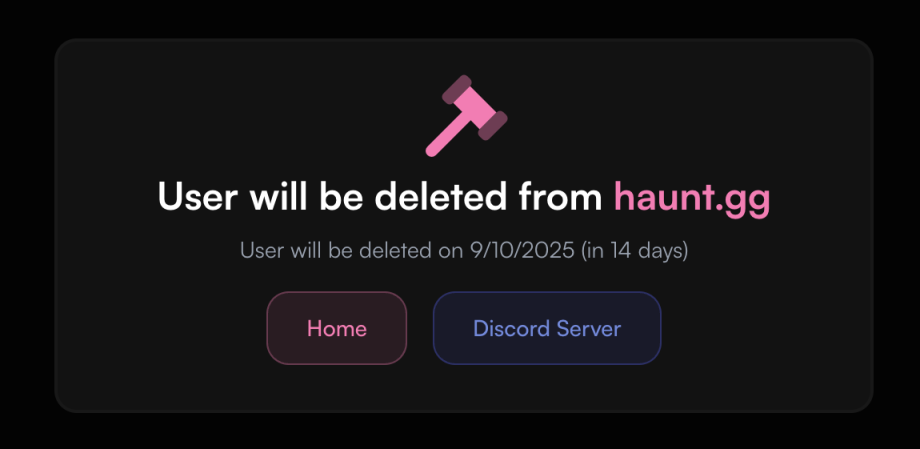 User will be deleted from haunt.gg
User will be deleted on 9/10/2025 (in 14 days)
Home
Discord Server